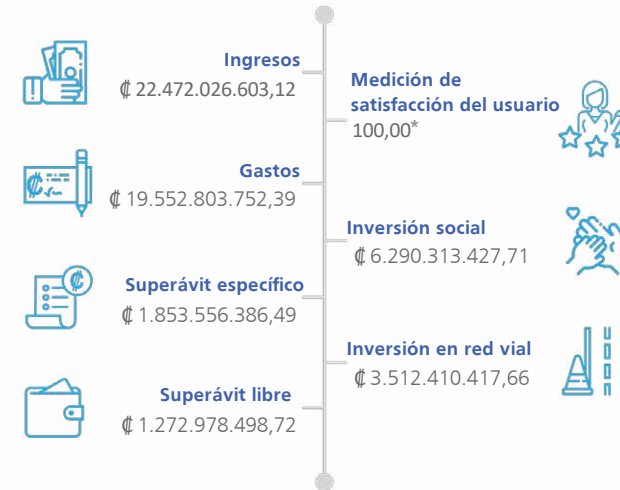 Ingresos
₡ 22.472.026.603,12
Medición de
satisfacción del usuario
100,00*
Gastos
₡ 19.552.803.752,39
Inversión social
₡ 6.290.313.427,71
Superávit específico
₡ 1.853.556.386,49
Inversión en red vial
₡ 3.512.410.417,66
Superávit libre
₡ 1.272.978.498,72